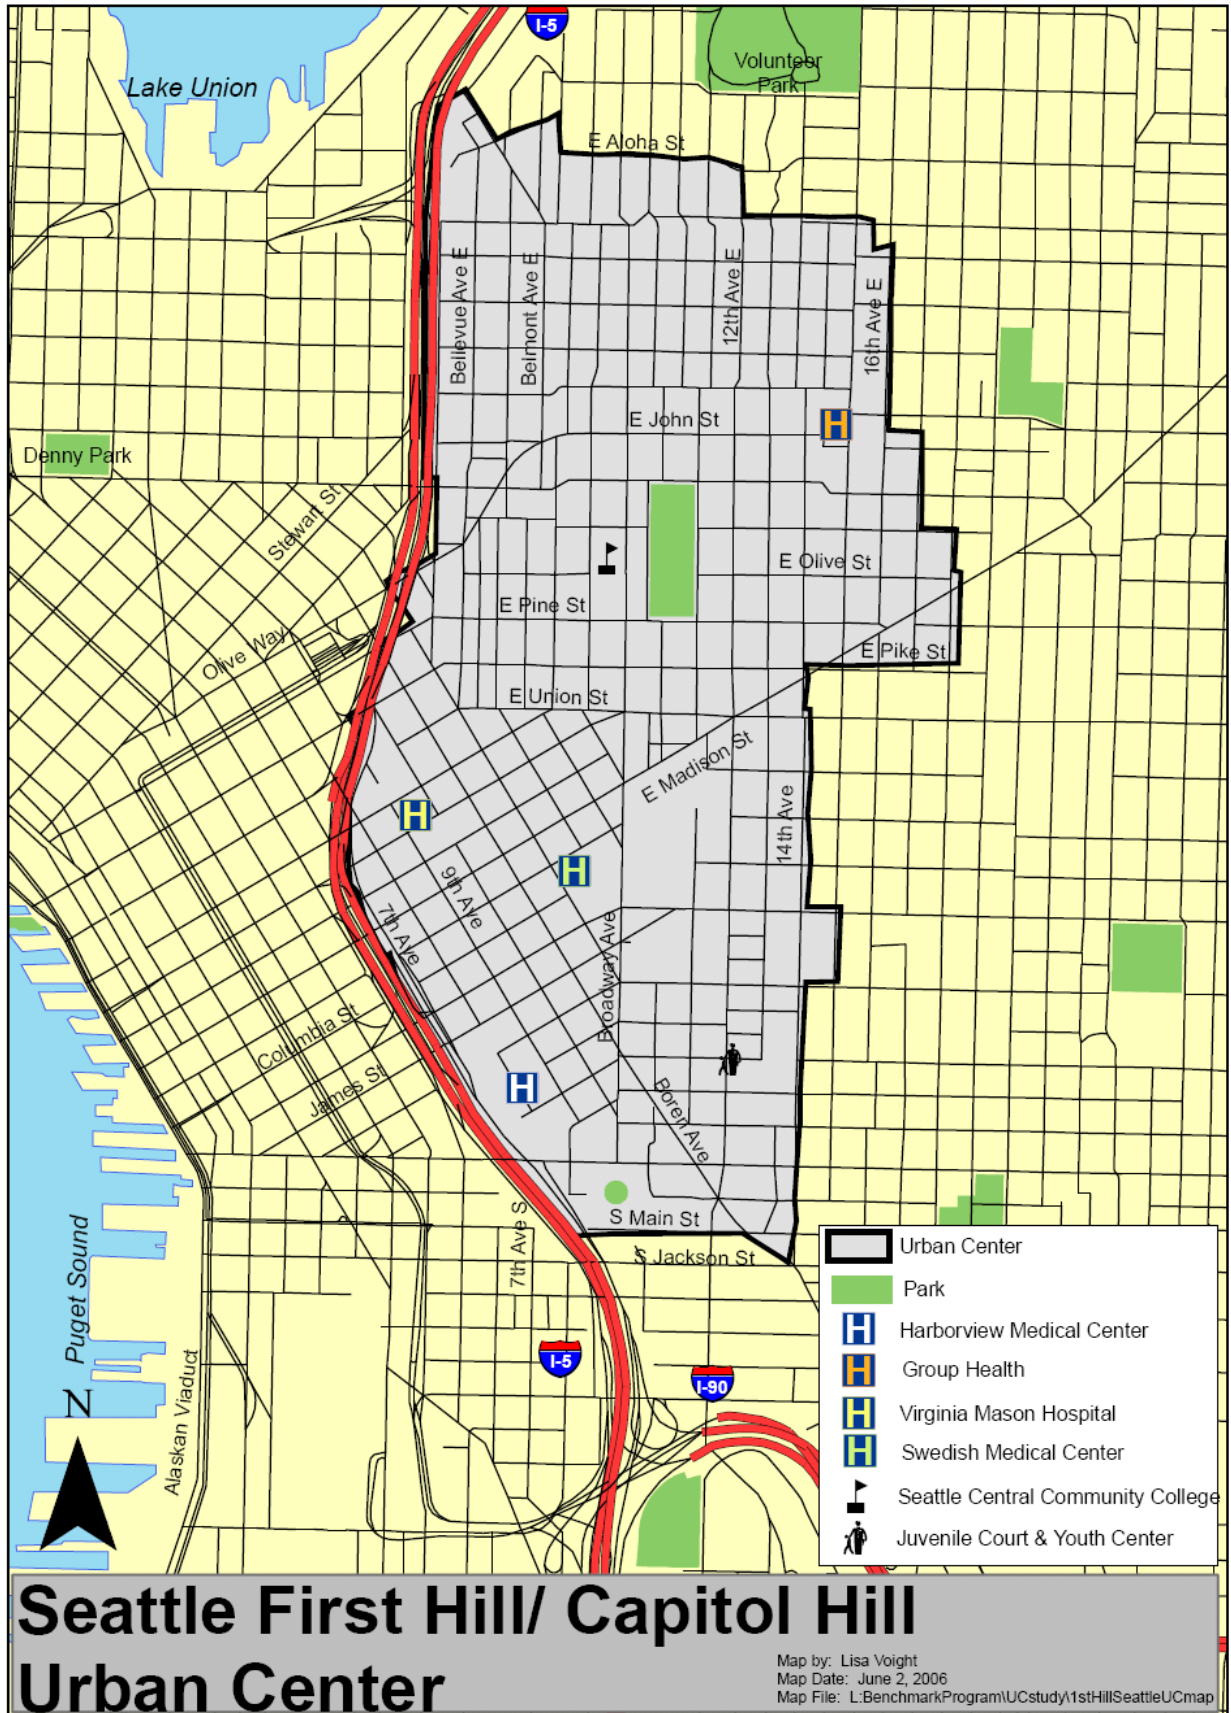 I-5
Lake Union
Volunteer
Park
E Aloha St
Bellevue Ave E
Belmont Ave E
12th Ave E
16th Ave E
E John St
H
Denny Park
Stewart St
E Olive St
E Pine St
Olive Way
E Pike St
E Union St
E Madison St
14th Ave
H
H
9th Ave
7th Ave
Broadway Ave
Columbia St
James St
H
Boren Ave
S Main St
7th Ave S
S Jackson St
Puget Sound
Alaskan Viaduct
N
I-5
I-90
Urban Center
Park
H Harborview Medical Center
H Group Health
H Virginia Mason Hospital
H Swedish Medical Center
Seattle Central Community College
Juvenile Court & Youth Center
Seattle First Hill/ Capitol Hill
Urban Center
Map by: Lisa Voight
Map Date: June 2, 2006
Map File: L:BenchmarkProgram\UCstudy\1stHillSeattleUCmap